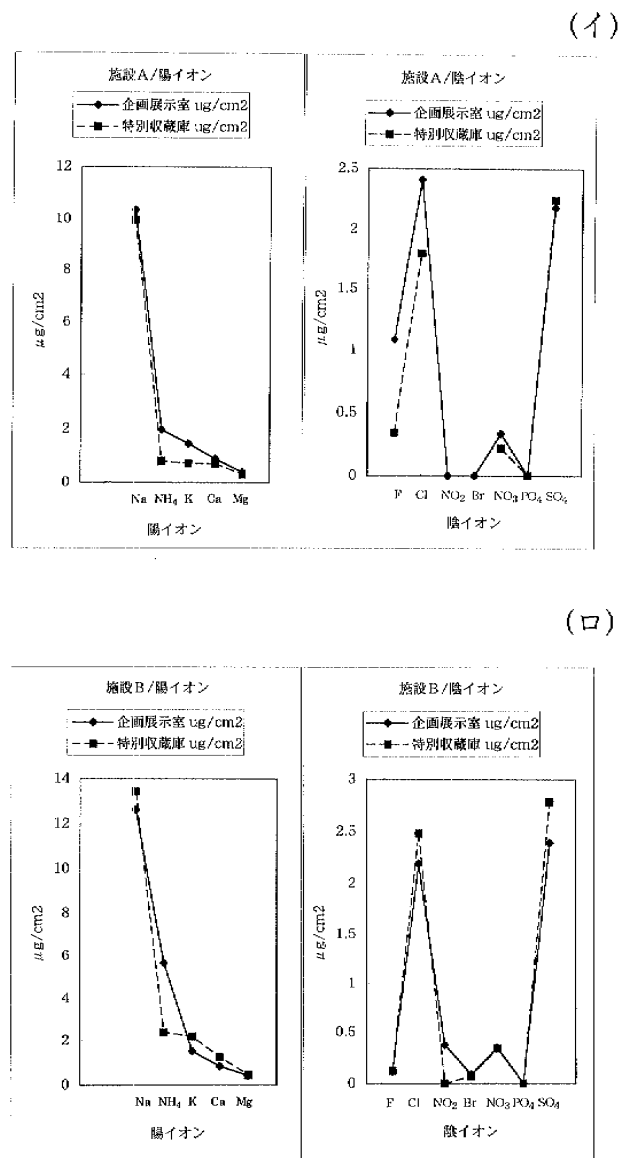 (イ)
施設A/陽イオン
企画展示室 ug/cm2
特別収蔵庫 ug/cm2
12
10
8
6
4
2
0
μg/cm2
Na NH4 K Ca Mg
陽イオン
施設A/陰イオン
企画展示室 ug/cm2
特別収蔵庫 ug/cm2
2.5
2
1.5
1
0.5
0
μg/cm2
F Cl NO2 Br NO3 PO4 SO4
陰イオン
(ロ)
施設B/陽イオン
企画展示室 ug/cm2
特別収蔵庫 ug/cm2
14
12
10
8
6
4
2
0
μg/cm2
Na NH4 K Ca Mg
陽イオン
施設B/陰イオン
企画展示室 ug/cm2
特別収蔵庫 ug/cm2
3
2.5
2
1.5
1
0.5
0
μg/cm2
F Cl NO2 Br NO3 PO4 SO4
陰イオン